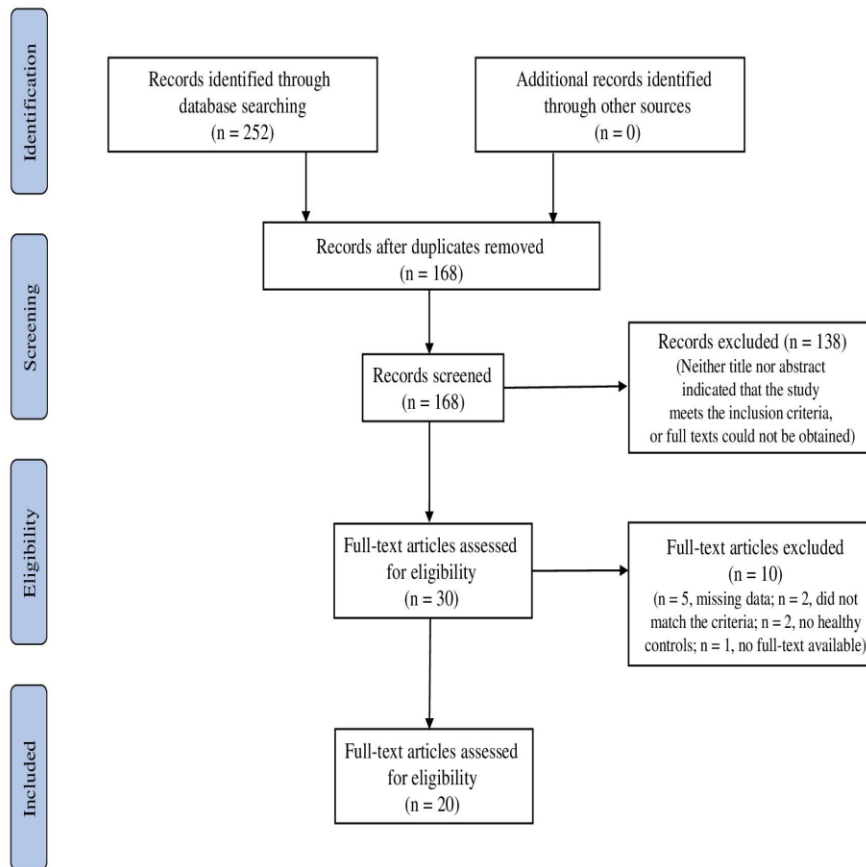 Identification
Records identified through
database searching
(n = 252)
Additional records identified
through other sources
(n = 0)
Screening
Records after duplicates removed
(n = 168)
Records screened
(n = 168)
Records excluded (n = 138)
(Neither title nor abstract
indicated that the study
meets the inclusion criteria,
or full texts could not be obtained)
Eligibility
Full-text articles assessed
for eligibility
(n = 30)
Full-text articles excluded
(n = 10)
(n = 5, missing data; n = 2, did not
match the criteria; n = 2, no healthy
controls; n = 1, no full-text available)
Included
Full-text articles assessed
for eligibility
(n = 20)